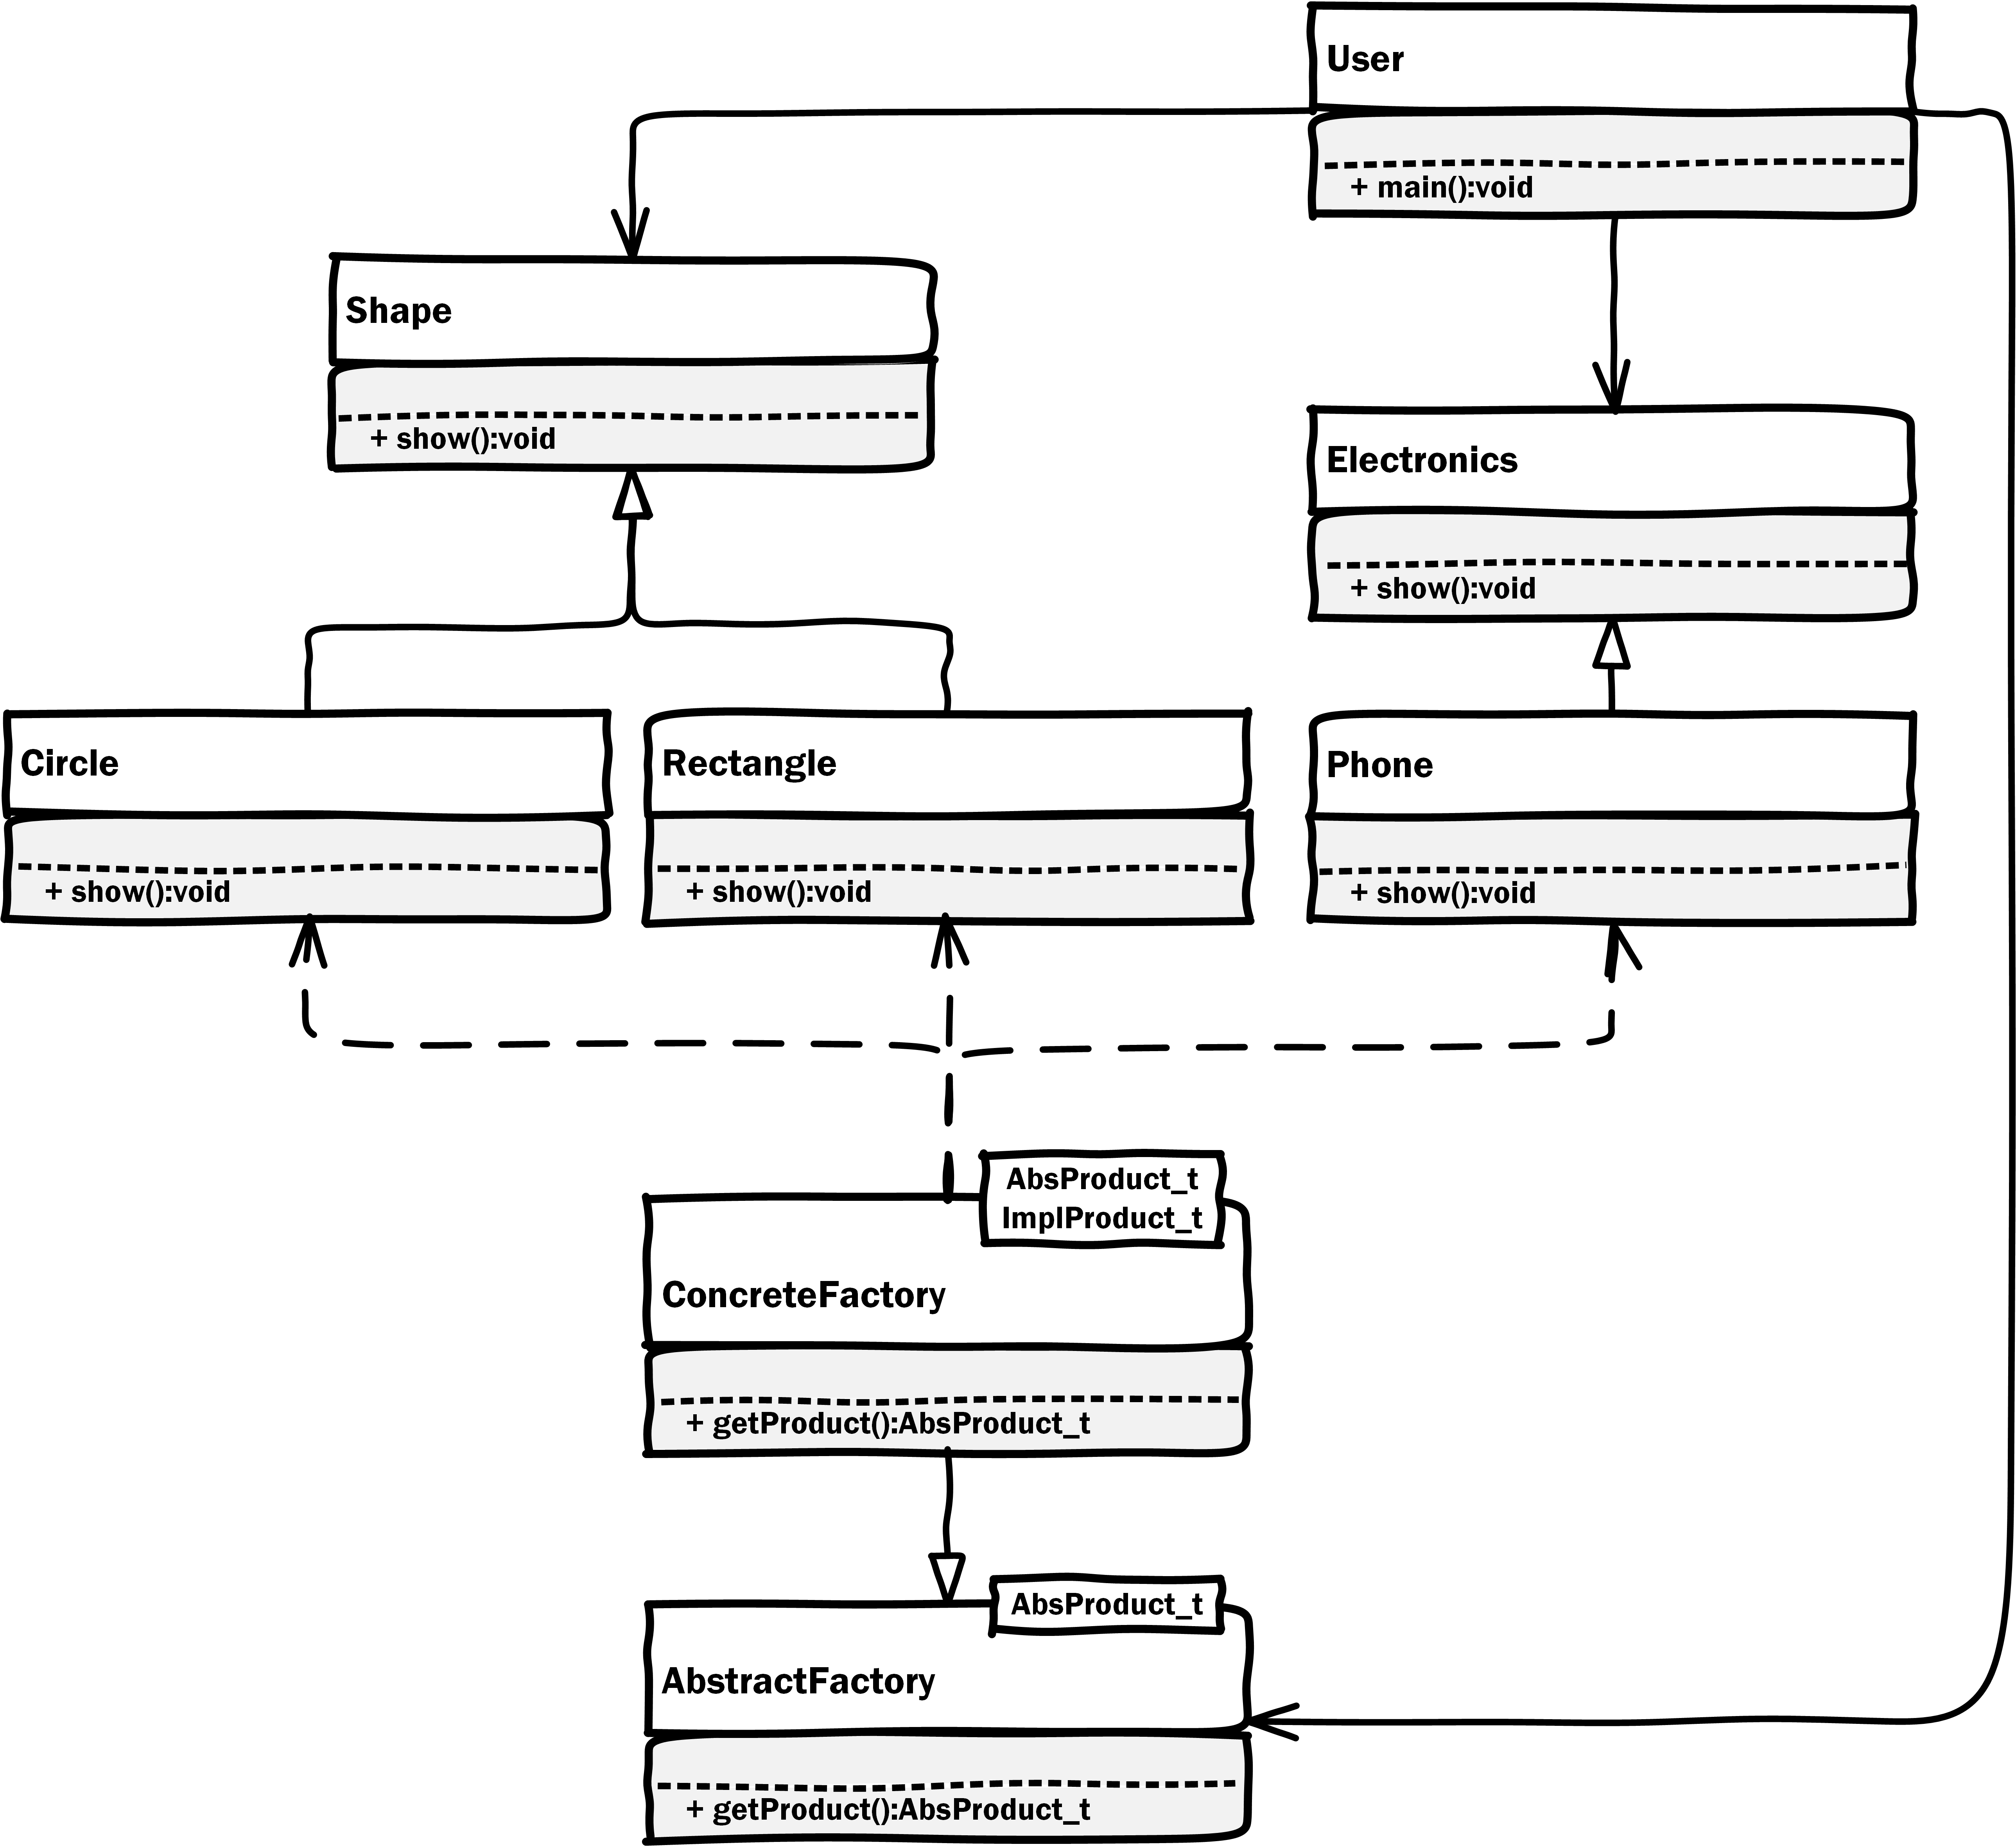 User
+ main():void
Shape
+ show():void
Electronics
+ show():void
Circle
+ show():void
Rectangle
+ show():void
Phone
+ show():void
AbsProduct_t
ImplProduct_t
ConcreteFactory
+ getProduct():AbsProduct_t
AbsProduct_t
AbstractFactory
+ getProduct():AbsProduct_t